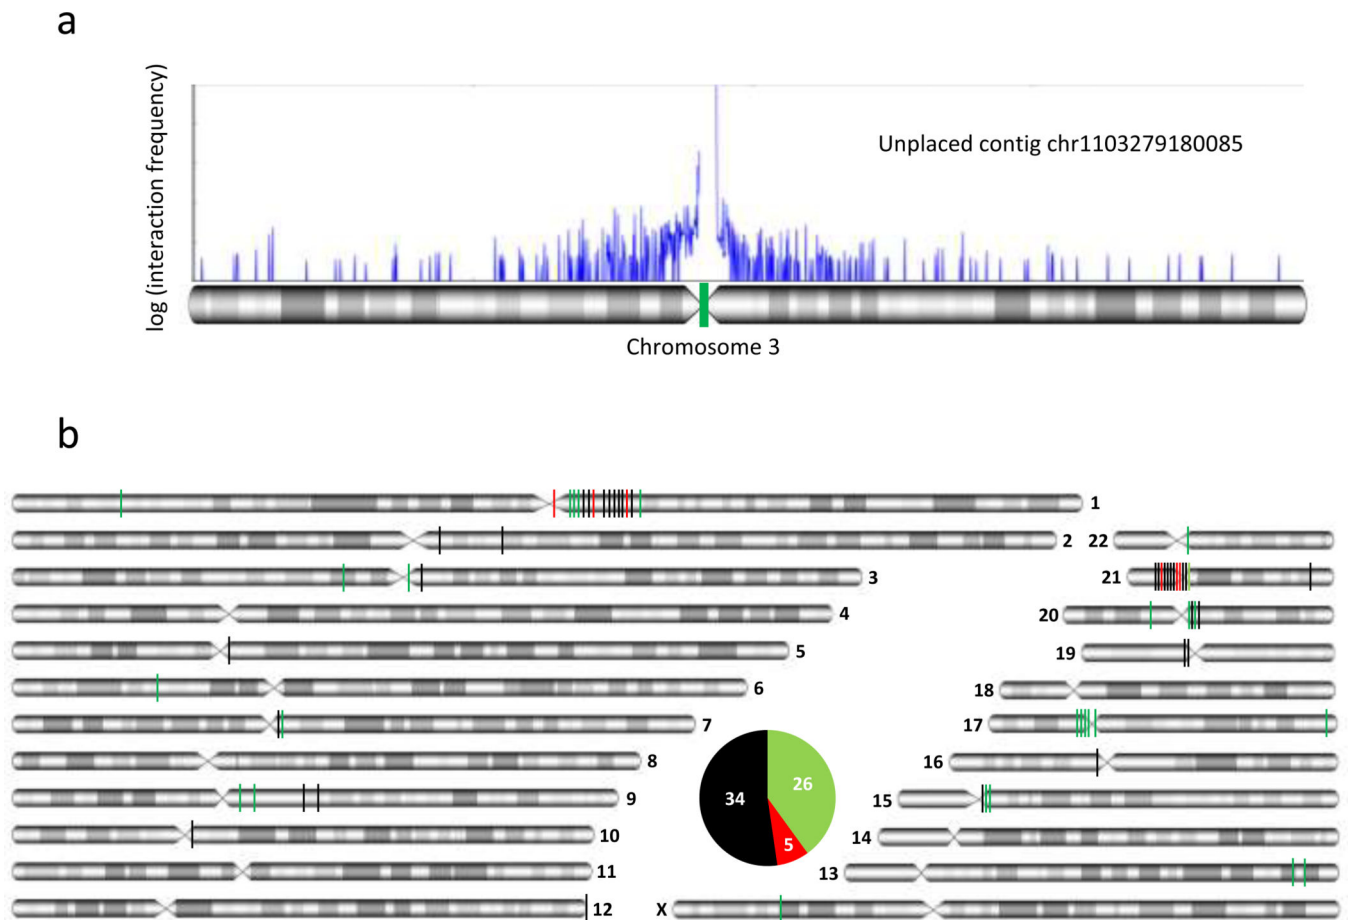 a
log (interaction frequency)
Unplaced contig chr1103279180085
Chromosome 3
b
1
2 22
3 21
4 20
5 19
6 18
7 17
8 16
9 15
10 14
11 13
12 X
34 26
5